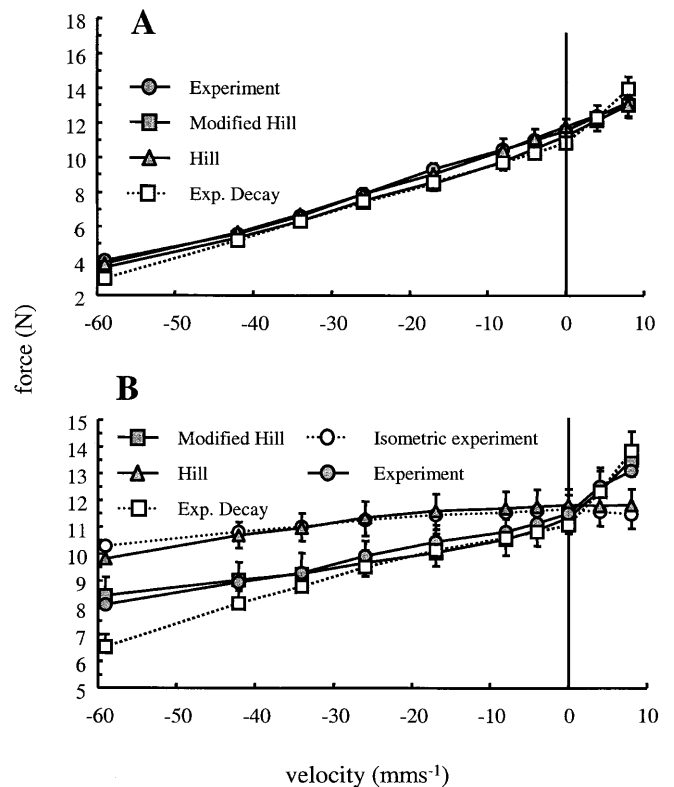 A
18
16
14
12
10
8
6
4
2
Experiment
Modified Hill
Hill
Exp. Decay
-60 -50 -40 -30 -20 -10 0 10
force (N)
B
15
14
13
12
11
10
9
8
7
6
5
Modified Hill
Hill
Exp. Decay
Isometric experiment
Experiment
-60 -50 -40 -30 -20 -10 0 10
velocity (mms⁻¹)